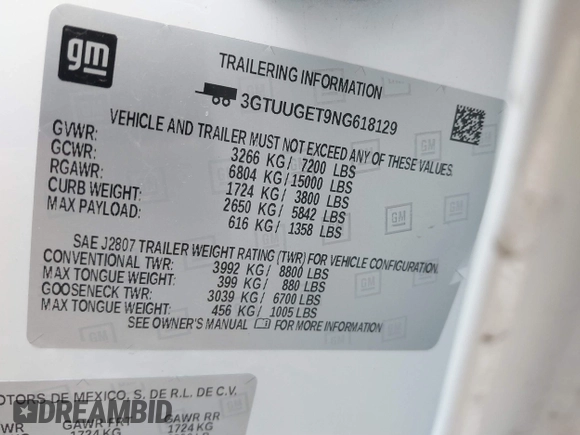 gm
TRAILERING INFORMATION
3GTUUGET9NG618129
VEHICLE AND TRAILER MUST NOT EXCEED ANY OF THESE VALUES.
GVWR: 3266 KG/ 7200 LBS
GCWR: 6804 KG/15000 LBS
RGAWR: 1724 KG/ 3800 LBS
CURB WEIGHT: 2650 KG/ 5842 LBS
MAX PAYLOAD: 616 KG/ 1358 LBS
SAE J2807 TRAILER WEIGHT RATING (TWR) FOR VEHICLE CONFIGURATION.
CONVENTIONAL TWR: 3992 KG/ 8800 LBS
MAX TONGUE WEIGHT: 399 KG/ 880 LBS
GOOSENECK TWR: 3039 KG/ 6700 LBS
MAX TONGUE WEIGHT: 456 KG/ 1005 LBS
SEE OWNER'S MANUAL FOR MORE INFORMATION
OTORS DE MEXICO, S. DE R.L. DE C.V.
WR GAWR FRT GAWR RR
1724KG 1724 KG
DREAMBID